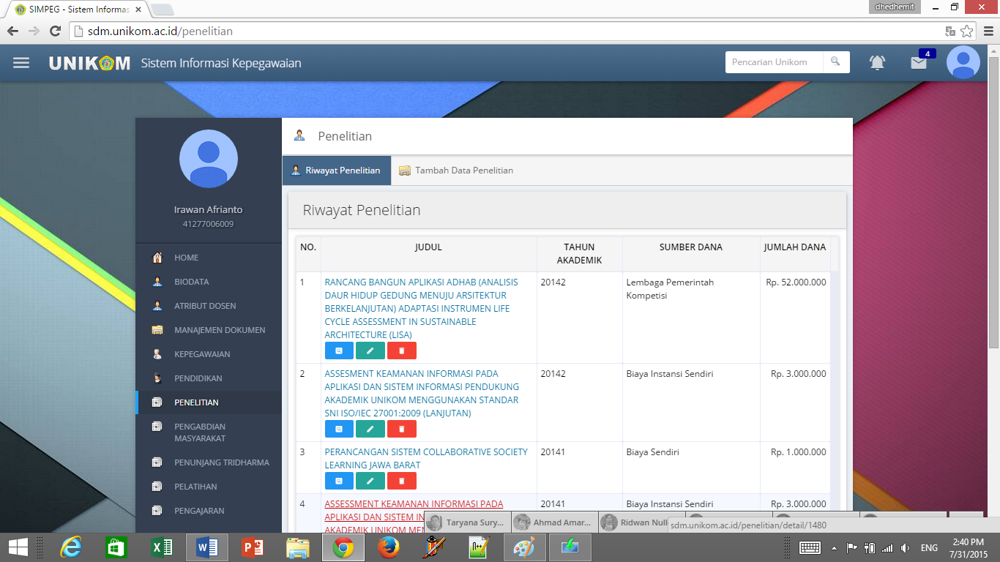 SIMPEG - Sistem Informas
dhedhemit
sdm.unikom.ac.id/penelitian
UNIKOM Sistem Informasi Kepegawaian
Pencarian Unikom
4
Irawan Afrianto
41277006009
HOME
BIODATA
ATRIBUT DOSEN
MANAJEMEN DOKUMEN
KEPEGAWAIAN
PENDIDIKAN
PENELITIAN
PENGABDIAN
MASYARAKAT
PENUNJANG TRIDHARMA
PELATIHAN
PENGAJARAN
Penelitian
Riwayat Penelitian Tambah Data Penelitian
Riwayat Penelitian
NO. JUDUL TAHUN AKADEMIK SUMBER DANA JUMLAH DANA
1 RANCANG BANGUN APLIKASI ADHAB (ANALISIS 20142 Lembaga Pemerintah Rp. 52.000.000
DAUR HIDUP GEDUNG MENUJU ARSITEKTUR Kompetisi
BERKELANJUTAN) ADAPTASI INSTRUMEN LIFE
CYCLE ASSESSMENT IN SUSTAINABLE
ARCHITECTURE (LISA)
2 ASSESMENT KEAMANAN INFORMASI PADA 20142 Biaya Instansi Sendiri Rp. 3.000.000
APLIKASI DAN SISTEM INFORMASI PENDUKUNG
AKADEMIK UNIKOM MENGGUNAKAN STANDAR
SNI ISO/IEC 27001:2009 (LANJUTAN)
3 PERANCANGAN SISTEM COLLABORATIVE SOCIETY 20141 Biaya Sendiri Rp. 1.000.000
LEARNING JAWA BARAT
4 ASSESSMENT KEAMANAN INFORMASI PADA 20141 Biaya Instansi Sendiri Rp. 3.000.000
APLIKASI DAN SISTEM IN
AKADEMIK UNIKOM MEN
Taryana Sury... Ahmad Amar... Ridwan Nulli
sdm.unikom.ac.id/penelitian/detail/1480
ENG
2:40 PM
7/31/2015